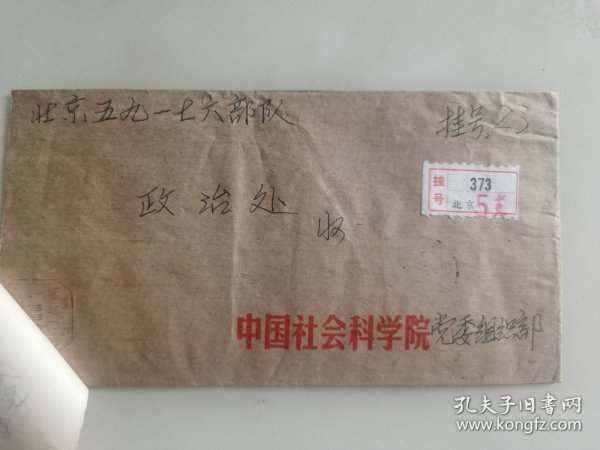 北京五九一七六部队
挂号.23
挂号
373
北京
政治处
收
中国社会科学院党委组织部
孔夫子旧书网
www.kongfz.com